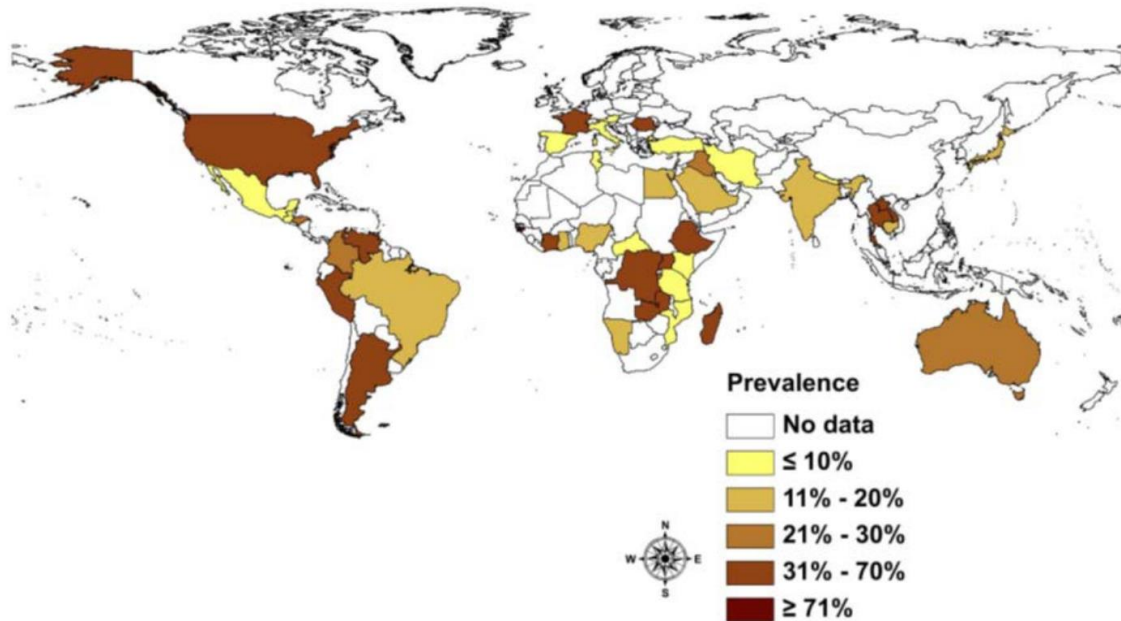 Prevalence
No data
≤ 10%
11% - 20%
21% - 30%
31% - 70%
≥ 71%
N
W E
S